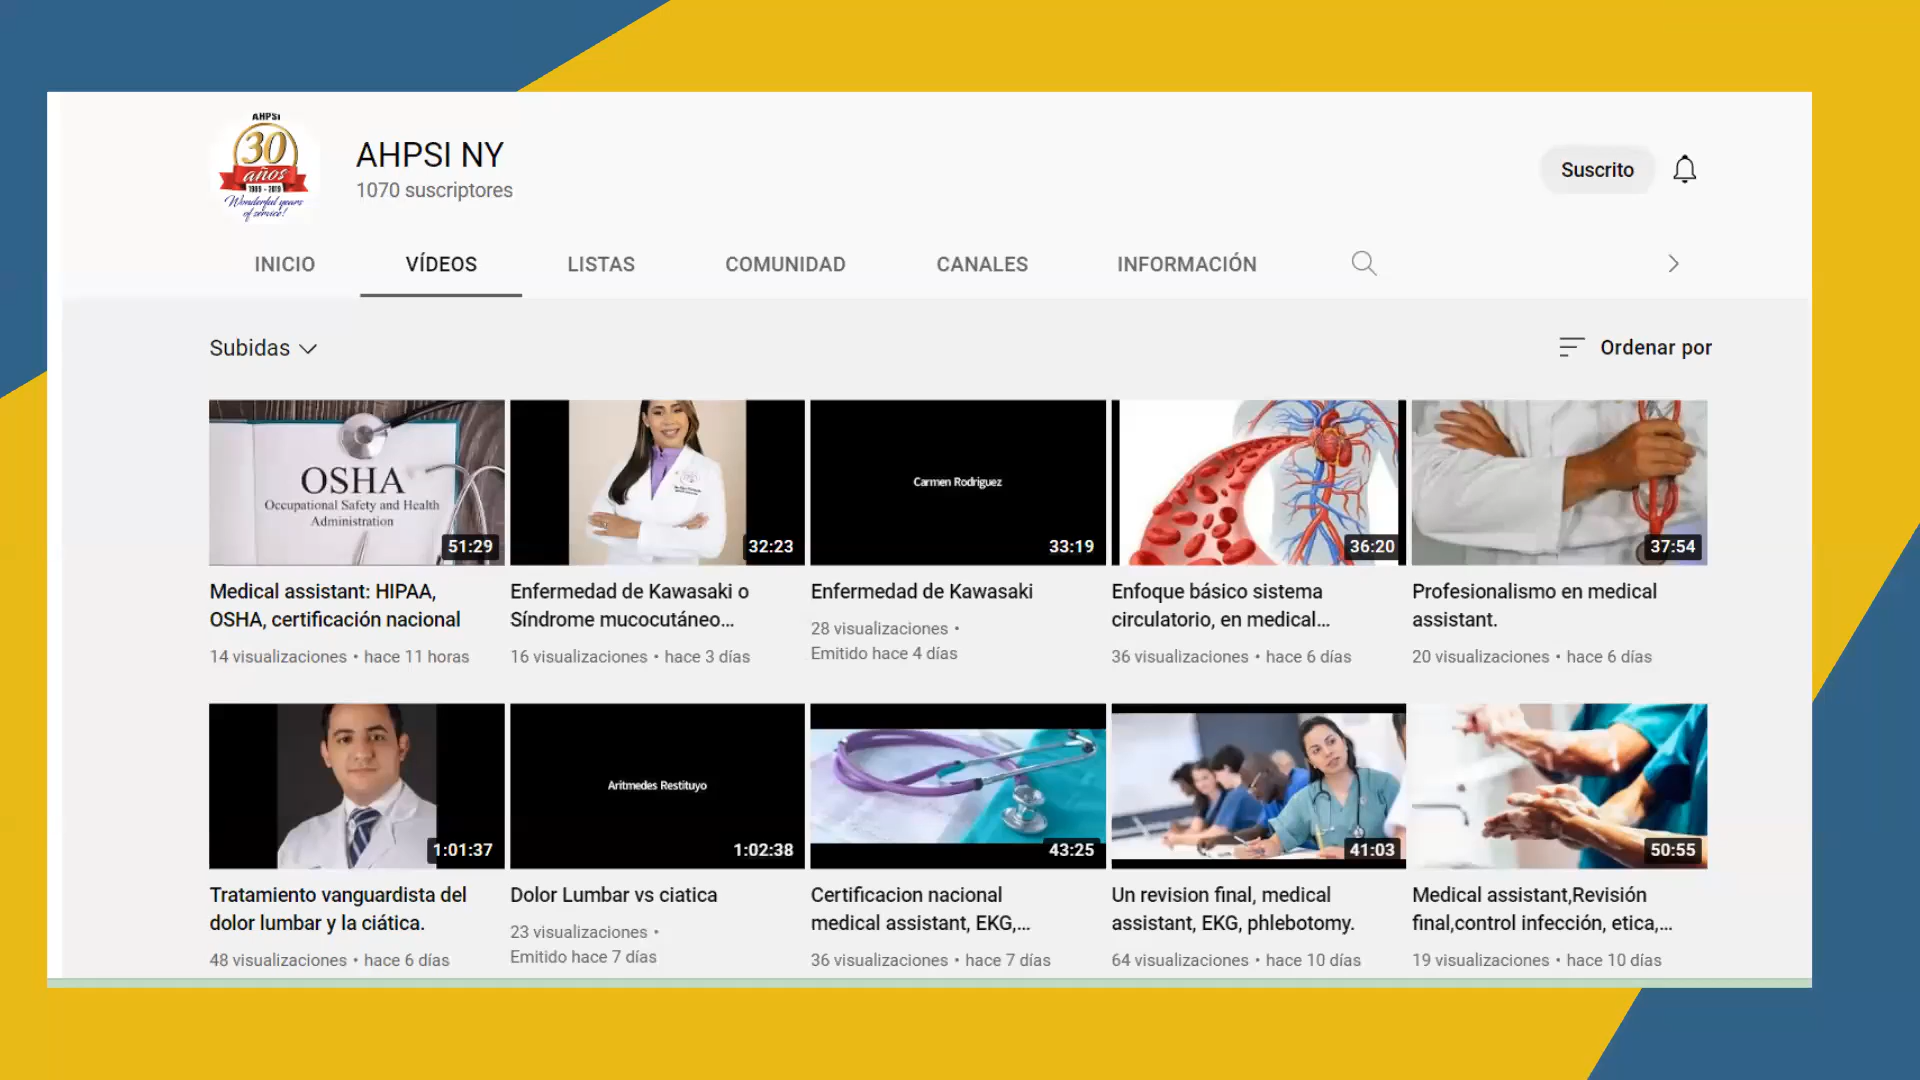 AHPSI
30
años
1989 - 2019
Wonderful years
of service!
AHPSI NY
1070 suscriptores
Suscrito
INICIO
VÍDEOS
LISTAS
COMUNIDAD
CANALES
INFORMACIÓN
Subidas
Ordenar por
OSHA
Occupational Safety and Health
Administration
51:29
32:23
Carmen Rodriguez
33:19
36:20
37:54
Medical assistant: HIPAA,
OSHA, certificación nacional
14 visualizaciones • hace 11 horas
Enfermedad de Kawasaki o
Síndrome mucocutáneo...
16 visualizaciones • hace 3 días
Enfermedad de Kawasaki
28 visualizaciones •
Emitido hace 4 días
Enfoque básico sistema
circulatorio, en medical...
36 visualizaciones • hace 6 días
Profesionalismo en medical
assistant.
20 visualizaciones • hace 6 días
1:01:37
Aritmedes Restituyo
1:02:38
43:25
41:03
50:55
Tratamiento vanguardista del
dolor lumbar y la ciática.
48 visualizaciones • hace 6 días
Dolor Lumbar vs ciatica
23 visualizaciones •
Emitido hace 7 días
Certificacion nacional
medical assistant, EKG,...
36 visualizaciones • hace 7 días
Un revision final, medical
assistant, EKG, phlebotomy.
64 visualizaciones • hace 10 días
Medical assistant,Revisión
final,control infección, etica,...
19 visualizaciones • hace 10 días